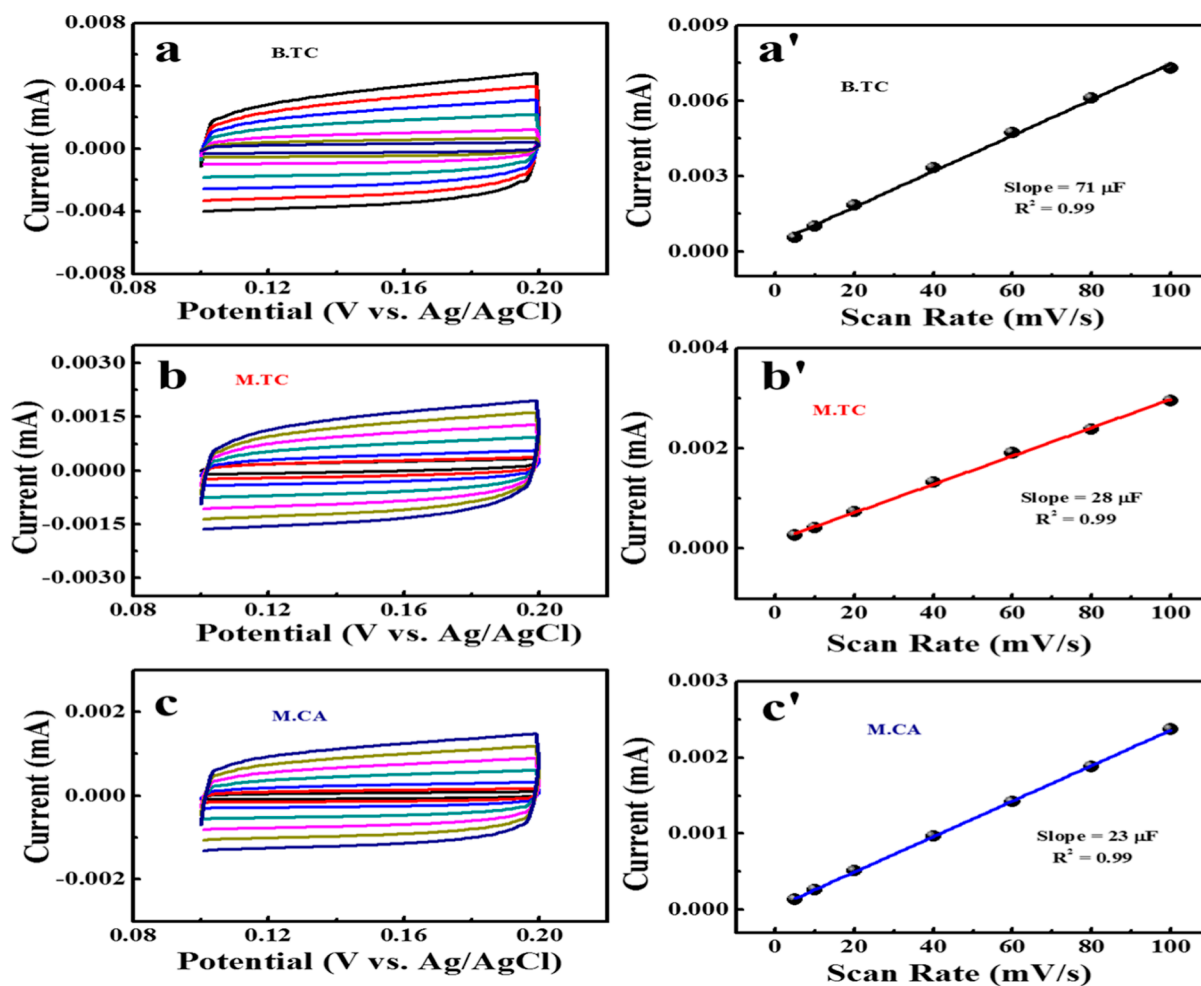 a
B.TC
0.008
0.004
0.000
-0.004
-0.008
Current (mA)
0.08
0.12
0.16
0.20
Potential (V vs. Ag/AgCl)
a'
B.TC
0.009
0.006
0.003
0.000
Current (mA)
Slope = 71 µF
R² = 0.99
0
20
40
60
80
100
Scan Rate (mV/s)
b
M.TC
0.0030
0.0015
0.0000
-0.0015
-0.0030
Current (mA)
0.08
0.12
0.16
0.20
Potential (V vs. Ag/AgCl)
b'
M.TC
0.004
0.002
0.000
Current (mA)
Slope = 28 µF
R² = 0.99
0
20
40
60
80
100
Scan Rate (mV/s)
c
M.CA
0.002
0.000
-0.002
Current (mA)
0.08
0.12
0.16
0.20
Potential (V vs. Ag/AgCl)
c'
M.CA
0.003
0.002
0.001
0.000
Current (mA)
Slope = 23 µF
R² = 0.99
0
20
40
60
80
100
Scan Rate (mV/s)